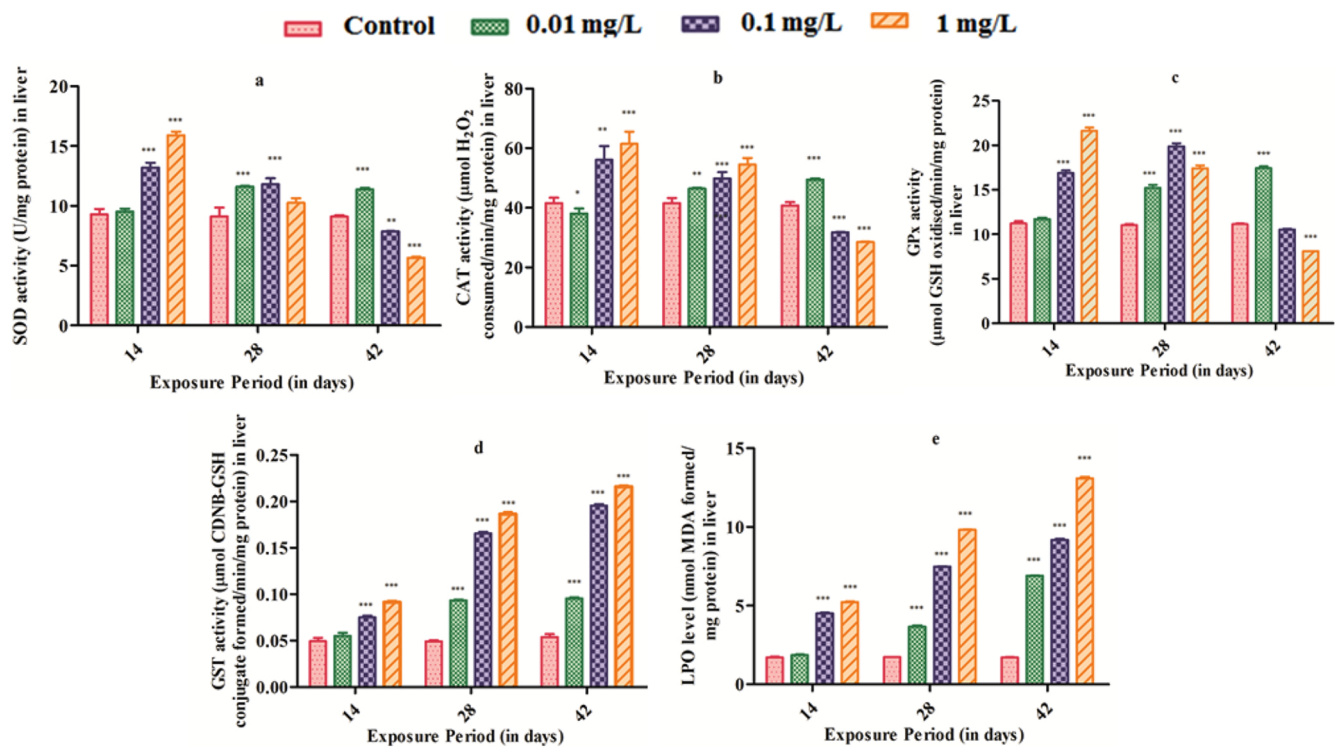 Control 0.01 mg/L 0.1 mg/L 1 mg/L
a
SOD activity (U/mg protein) in liver
20
15
10
5
0
*** *** *** *** *** ** ***
14 28 42
Exposure Period (in days)
b
CAT activity (µmol H₂O₂
consumed/min/mg protein) in liver
80
60
40
20
0
* ** *** ** *** *** *** *** ***
14 28 42
Exposure Period (in days)
c
GPx activity
(µmol GSH oxidised/min/mg protein)
in liver
25
20
15
10
5
0
*** *** *** *** *** *** ***
14 28 42
Exposure Period (in days)
d
GST activity (µmol CDNB-GSH
conjugate formed/min/mg protein) in liver
0.25
0.20
0.15
0.10
0.05
0.00
*** *** *** *** *** *** *** ***
14 28 42
Exposure Period (in days)
e
LPO level (nmol MDA formed/
mg protein) in liver
15
10
5
0
*** *** *** *** *** *** *** ***
14 28 42
Exposure Period (in days)